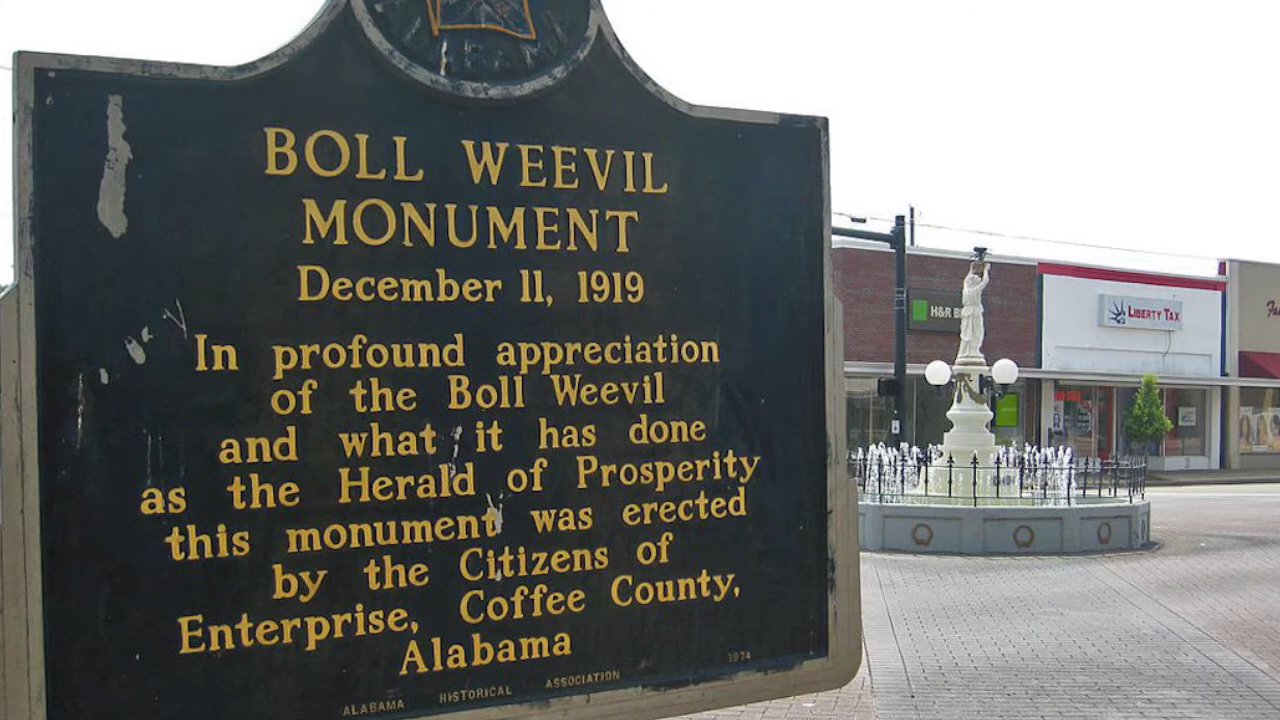 BOLL WEEVIL
MONUMENT
December 11, 1919
In profound appreciation
of the Boll Weevil
and what it has done
as the Herald of Prosperity
this monument was erected
by the Citizens of
Enterprise, Coffee County,
Alabama
ALABAMA HISTORICAL ASSOCIATION 1974
H&R
LIBERTY TAX